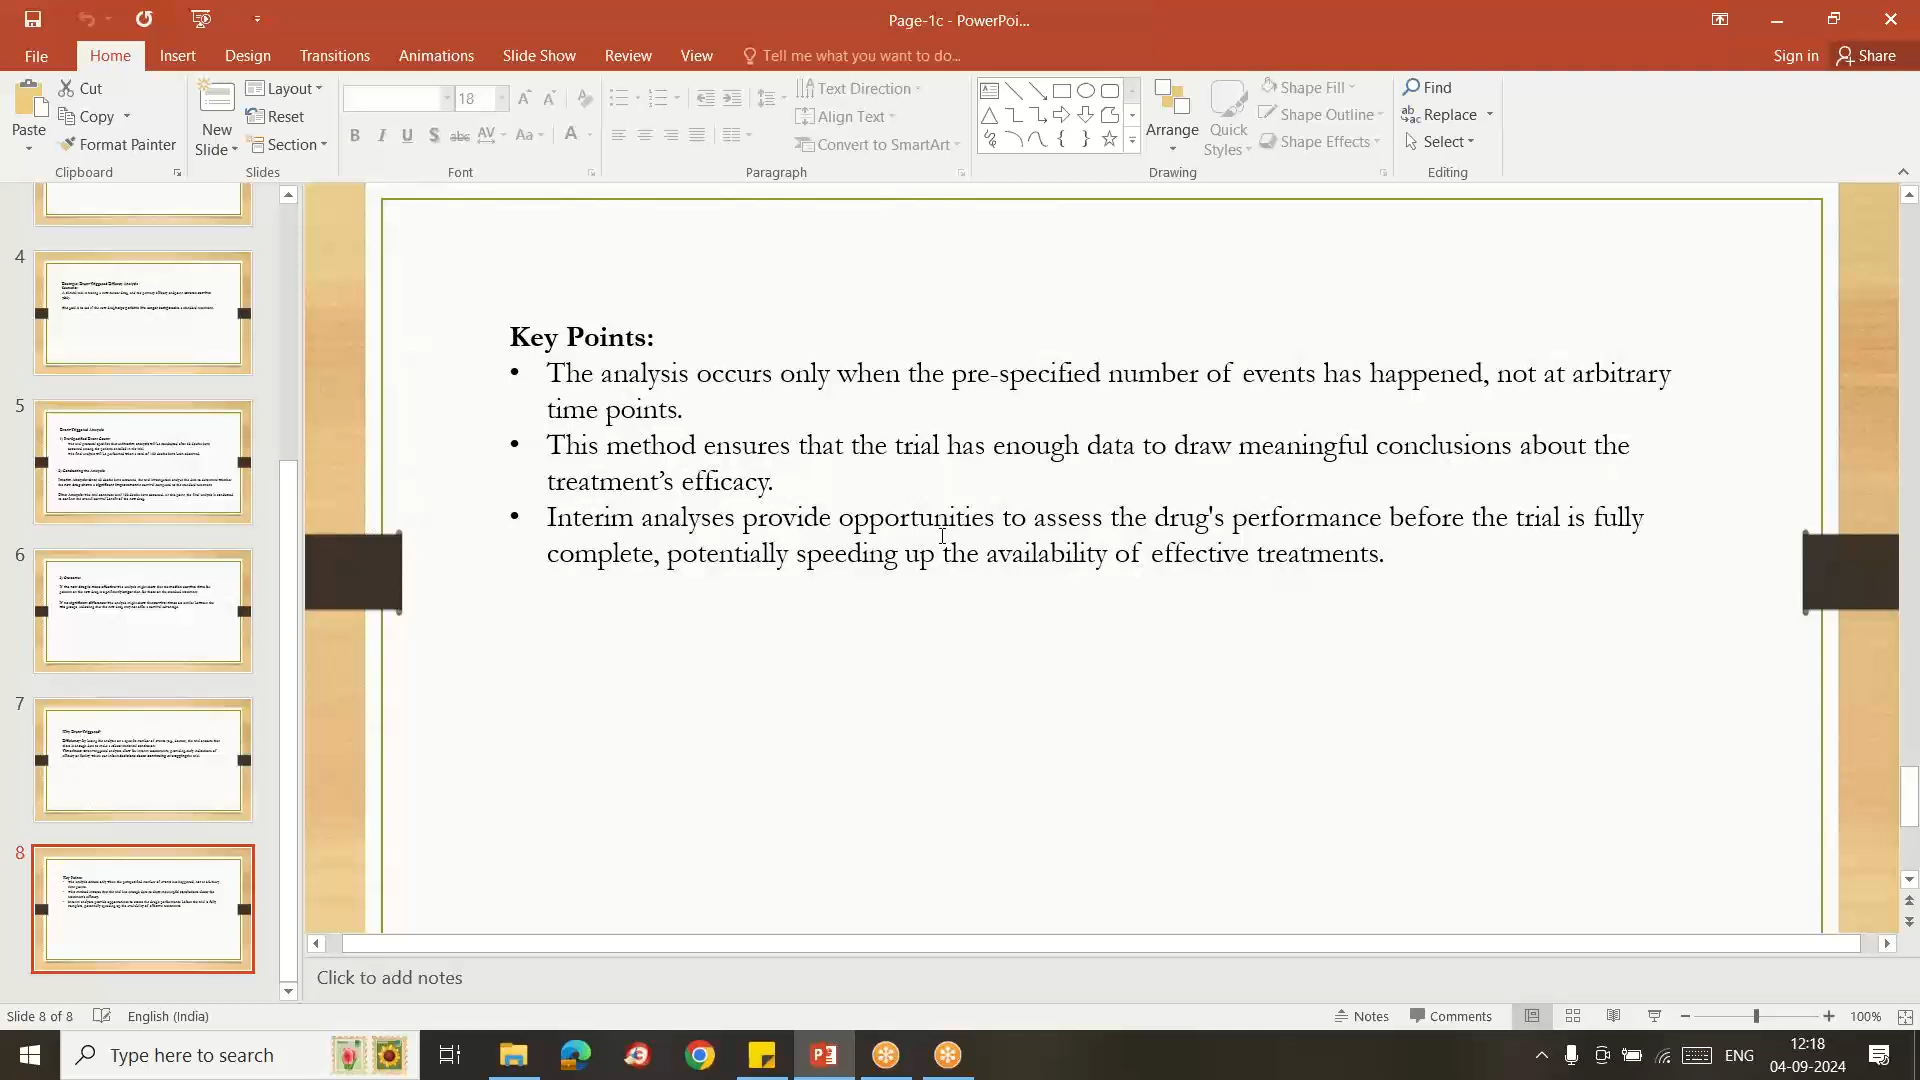 Page-1c - PowerPoi...
File Home Insert Design Transitions Animations Slide Show Review View Tell me what you want to do... Sign in Share
Paste
Cut
Copy
Format Painter
Clipboard
New Slide
Layout
Reset
Section
Slides
18
Font
Text Direction
Align Text
Convert to SmartArt
Paragraph
Arrange
Quick Styles
Shape Fill
Shape Outline
Shape Effects
Drawing
Find
Replace
Select
Editing
4
5
6
7
8
Key Points:
• The analysis occurs only when the pre-specified number of events has happened, not at arbitrary
time points.
• This method ensures that the trial has enough data to draw meaningful conclusions about the
treatment’s efficacy.
• Interim analyses provide opportunities to assess the drug's performance before the trial is fully
complete, potentially speeding up the availability of effective treatments.
Click to add notes
Slide 8 of 8 English (India) Notes Comments 100%
Type here to search
ENG
12:18
04-09-2024